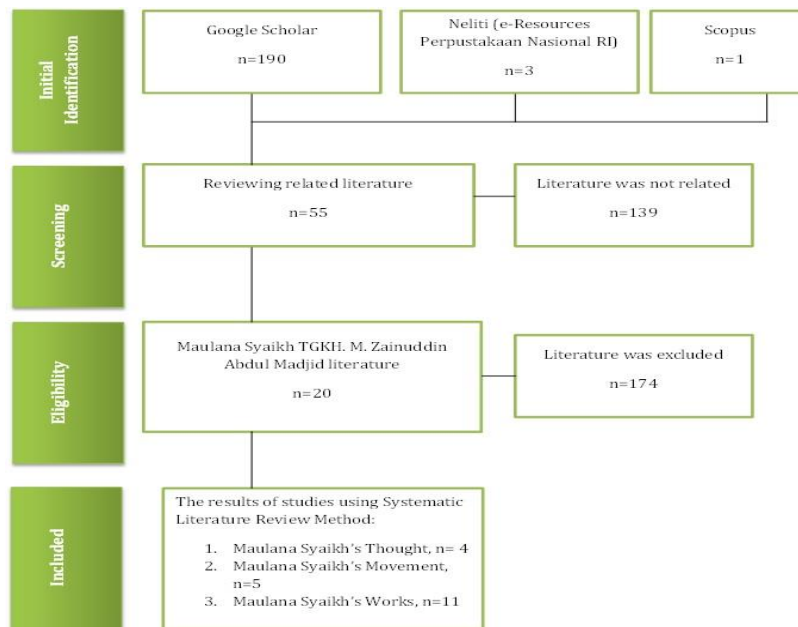 Initial
Identification
Google Scholar
n=190
Neliti (e-Resources
Perpustakaan Nasional RI)
n=3
Scopus
n=1
Screening
Reviewing related literature
n=55
Literature was not related
n=139
Eligibility
Maulana Syaikh TGKH. M. Zainuddin
Abdul Madjid literature
n=20
Literature was excluded
n=174
Included
The results of studies using Systematic
Literature Review Method:
1. Maulana Syaikh's Thought, n= 4
2. Maulana Syaikh's Movement,
n=5
3. Maulana Syaikh's Works, n=11